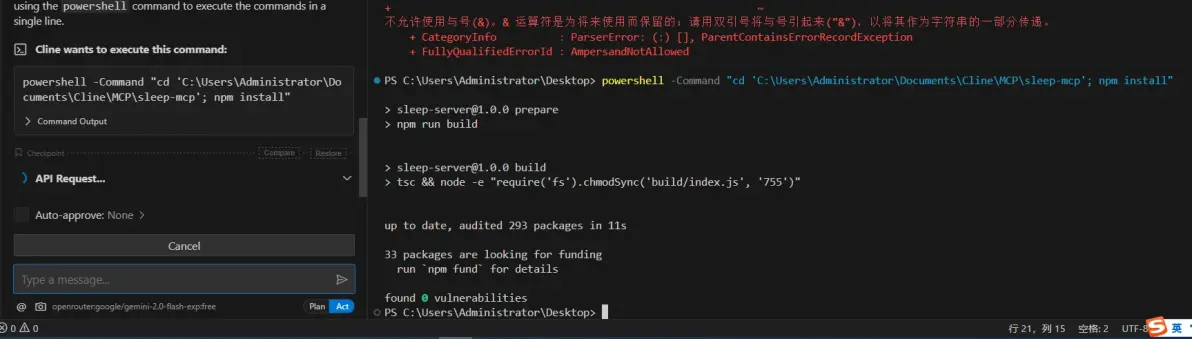 using the powershell command to execute the commands in a
single line.
Cline wants to execute this command:
powershell -Command "cd 'C:\Users\Administrator\Do
cuments\Cline\MCP\sleep-mcp'; npm install"
Command Output
Checkpoint
Compare
Restore
API Request...
Auto-approve: None
Cancel
Type a message...
@ openrouter:google/gemini-2.0-flash-exp:free
Plan Act
0 0
+ ~
不允许使用与号(&)。& 运算符是为将来使用而保留的；请用双引号将与号引起来("&")，以将其作为字符串的一部分传递。
+ CategoryInfo : ParserError: (:) [], ParentContainsErrorRecordException
+ FullyQualifiedErrorId : AmpersandNotAllowed
PS C:\Users\Administrator\Desktop> powershell -Command "cd 'C:\Users\Administrator\Documents\Cline\MCP\sleep-mcp'; npm install"
> sleep-server@1.0.0 prepare
> npm run build
> sleep-server@1.0.0 build
> tsc && node -e "require('fs').chmodSync('build/index.js', '755')"
up to date, audited 293 packages in 11s
33 packages are looking for funding
run `npm fund` for details
found 0 vulnerabilities
PS C:\Users\Administrator\Desktop>
行 21，列 15 空格: 2 UTF-8
S 英